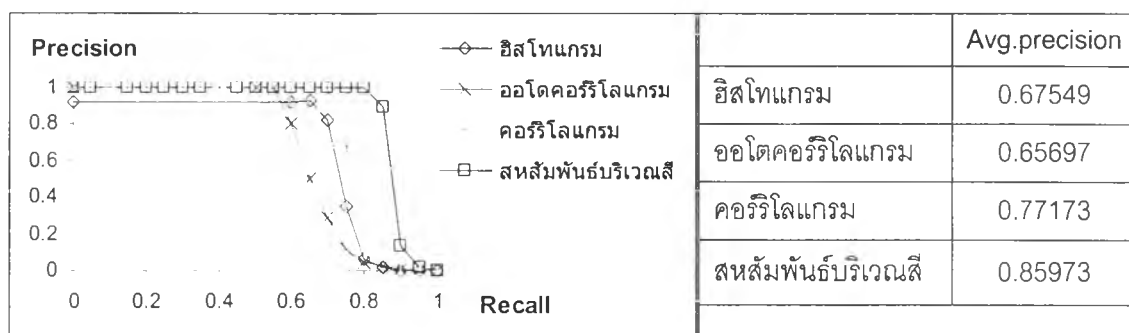 Precision
1
0.8
0.6
0.4
0.2
0
0 0.2 0.4 0.6 0.8 1
Recall
ฮิสโทแกรม
ออโดคอร์ริโลแกรม
คอร์ริโลแกรม
สหสัมพันธ์บริเวณสี
Avg.precision
ฮิสโทแกรม 0.67549
ออโตคอร์ริโลแกรม 0.65697
คอร์ริโลแกรม 0.77173
สหสัมพันธ์บริเวณสี 0.85973